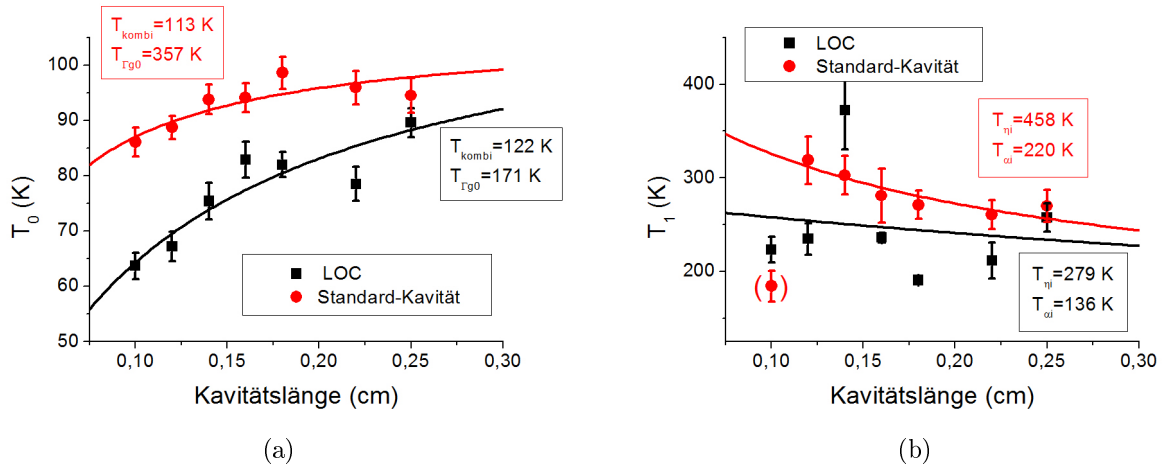 T_kombi=113 K
T_Γg0=357 K
100
90
80
70
60
50
T_0 (K)
T_kombi=122 K
T_Γg0=171 K
LOC
Standard-Kavität
0,10
0,15
0,20
0,25
0,30
Kavitätslänge (cm)
(a)
LOC
Standard-Kavität
400
300
200
T_1 (K)
T_ηi=458 K
T_αi=220 K
( )
T_ηi=279 K
T_αi=136 K
0,10
0,15
0,20
0,25
0,30
Kavitätslänge (cm)
(b)